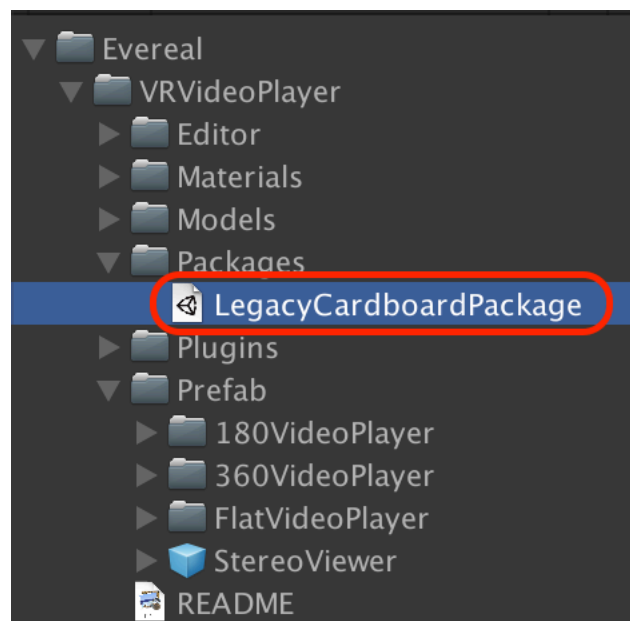 Evereal
VRVideoPlayer
Editor
Materials
Models
Packages
LegacyCardboardPackage
Plugins
Prefab
180VideoPlayer
360VideoPlayer
FlatVideoPlayer
StereoViewer
README